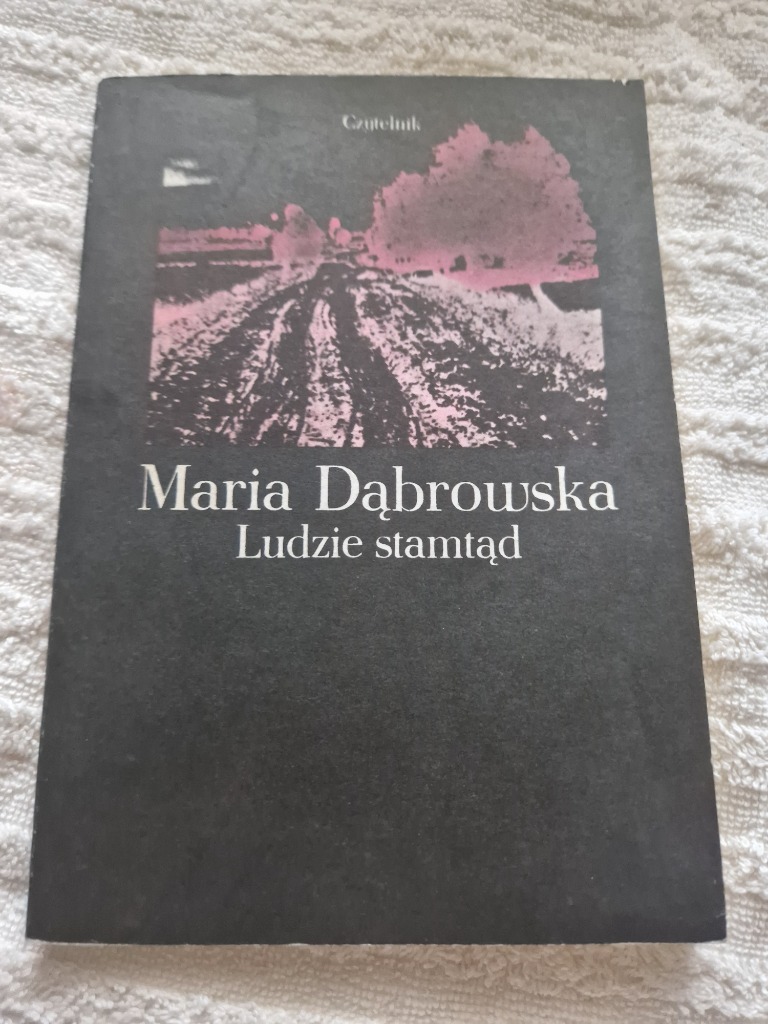 Czytelnik
Maria Dąbrowska
Ludzie stamtąd